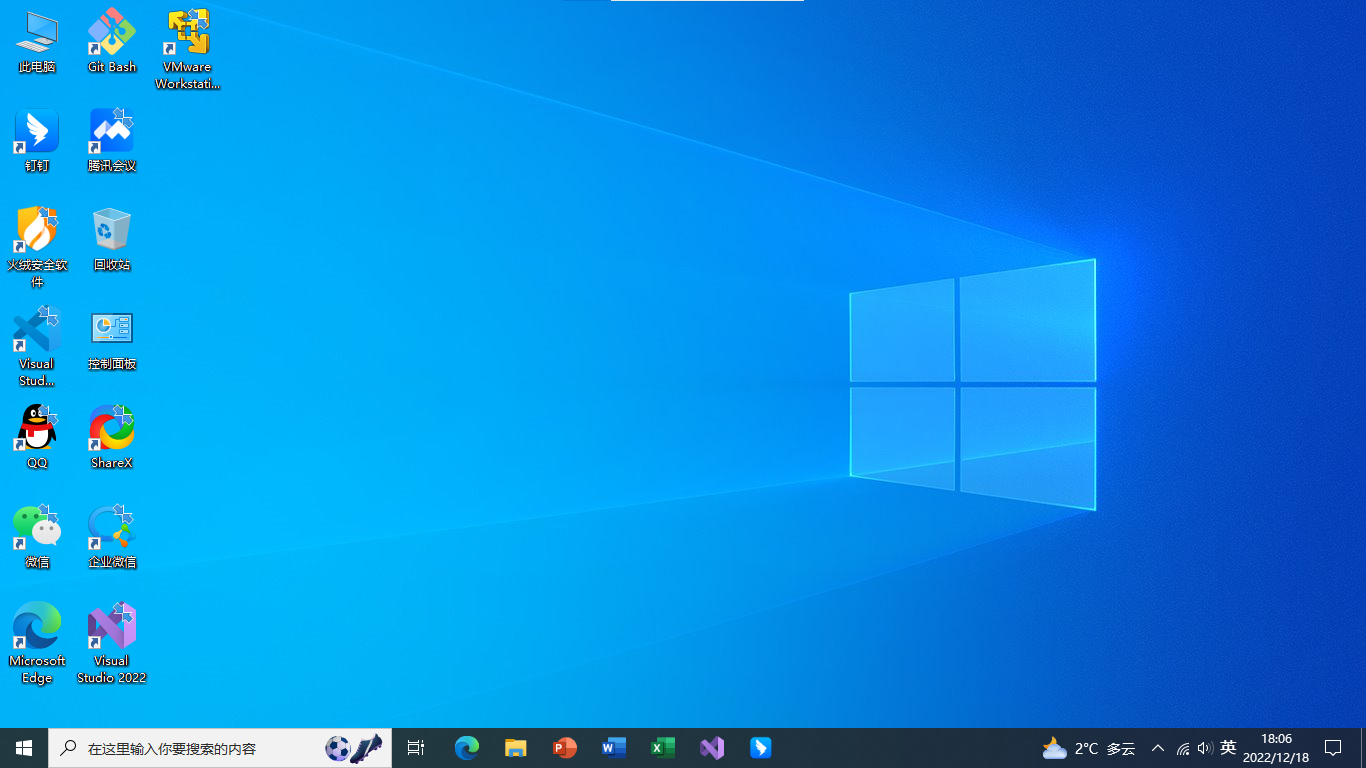 此电脑
Git Bash
VMware
Workstati...
钉钉
腾讯会议
火绒安全软
件
回收站
Visual
Stud...
控制面板
QQ
ShareX
微信
企业微信
Microsoft
Edge
Visual
Studio 2022
在这里输入你要搜索的内容
2°C 多云
英
18:06
2022/12/18